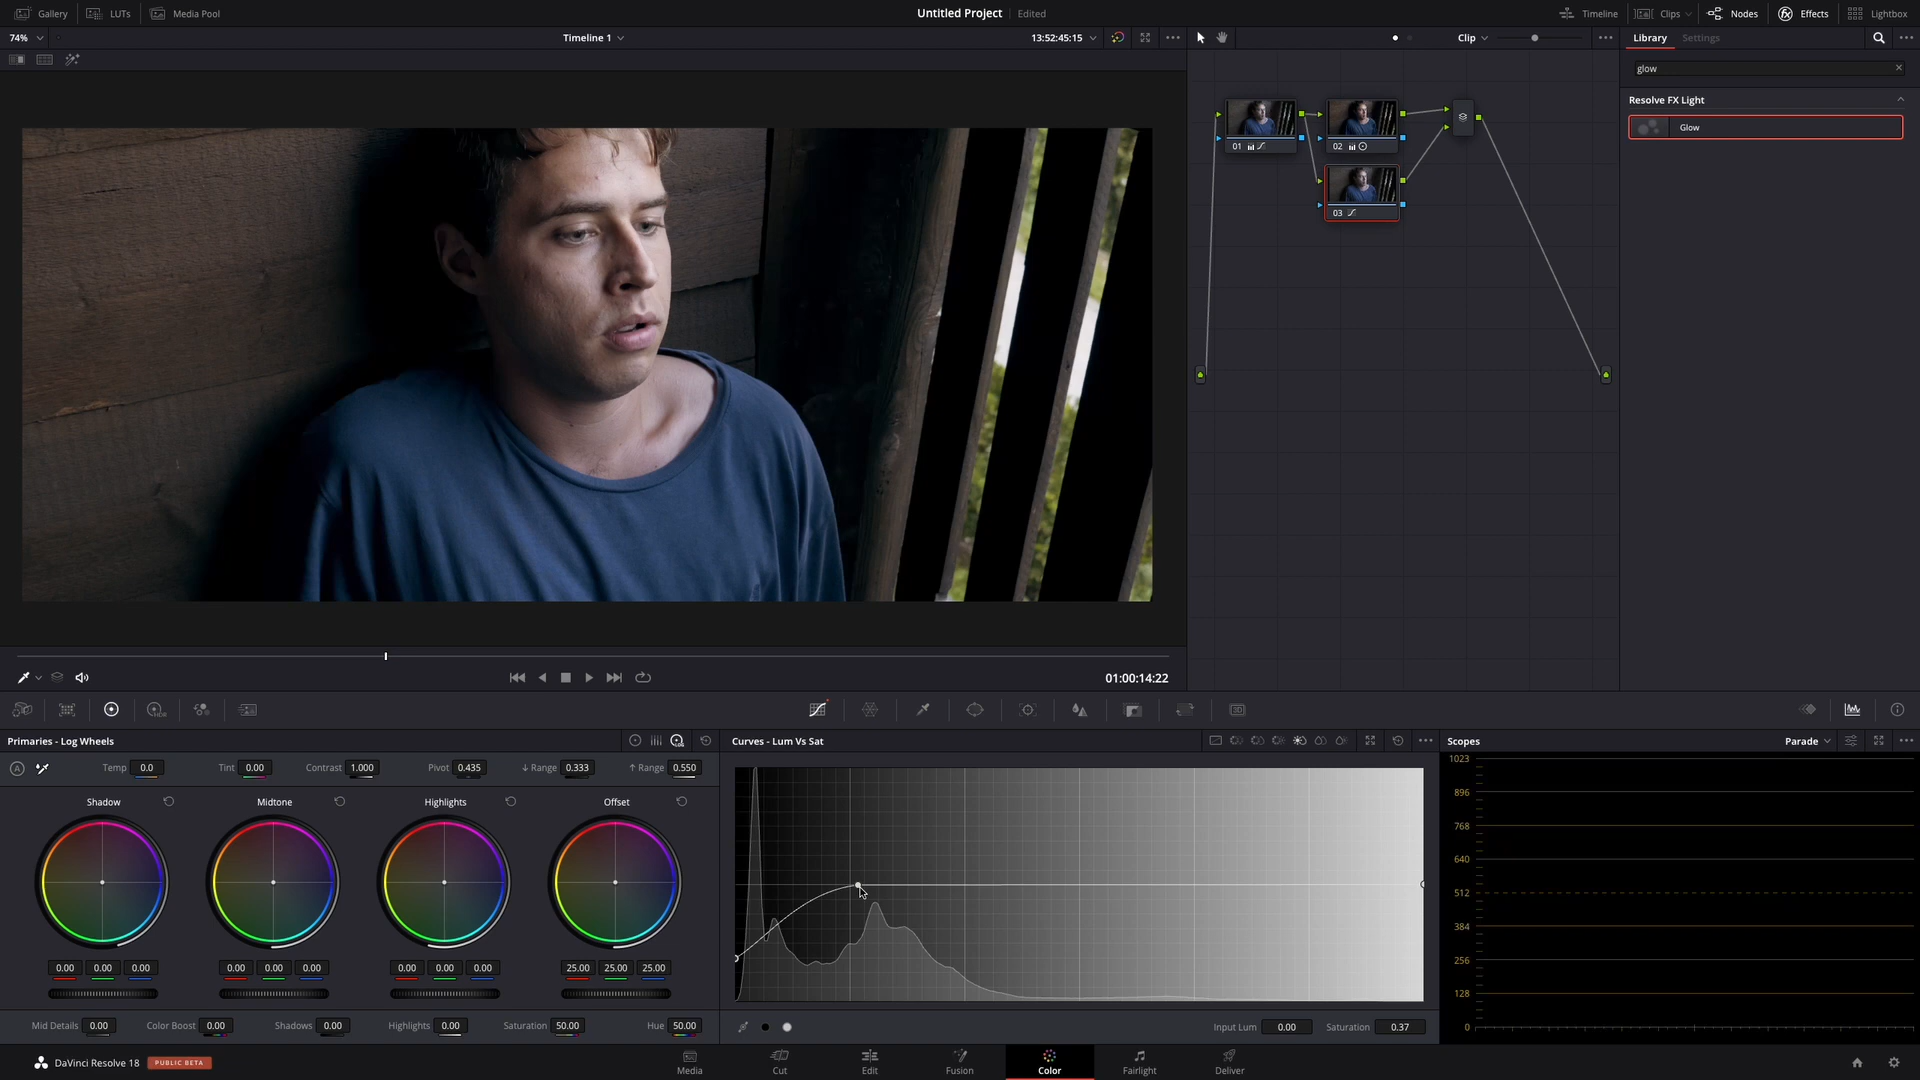 Gallery LUTs Media Pool Untitled Project Edited Timeline Clips Nodes Effects Lightbox
74% Timeline 1 13:52:45:15 Clip Library Settings
glow
Resolve FX Light
Glow
01 02
03
01:00:14:22
Primaries - Log Wheels Curves - Lum Vs Sat Scopes Parade
Temp 0.0 Tint 0.00 Contrast 1.000 Pivot 0.435 Range 0.333 Range 0.550
Shadow Midtone Highlights Offset
0.00 0.00 0.00 0.00 0.00 0.00 0.00 0.00 0.00 25.00 25.00 25.00
Mid Details 0.00 Color Boost 0.00 Shadows 0.00 Highlights 0.00 Saturation 50.00 Hue 50.00
Input Lum 0.00 Saturation 0.37
1023
896
768
640
512
384
256
128
0
DaVinci Resolve 18 PUBLIC BETA Media Cut Edit Fusion Color Fairlight Deliver